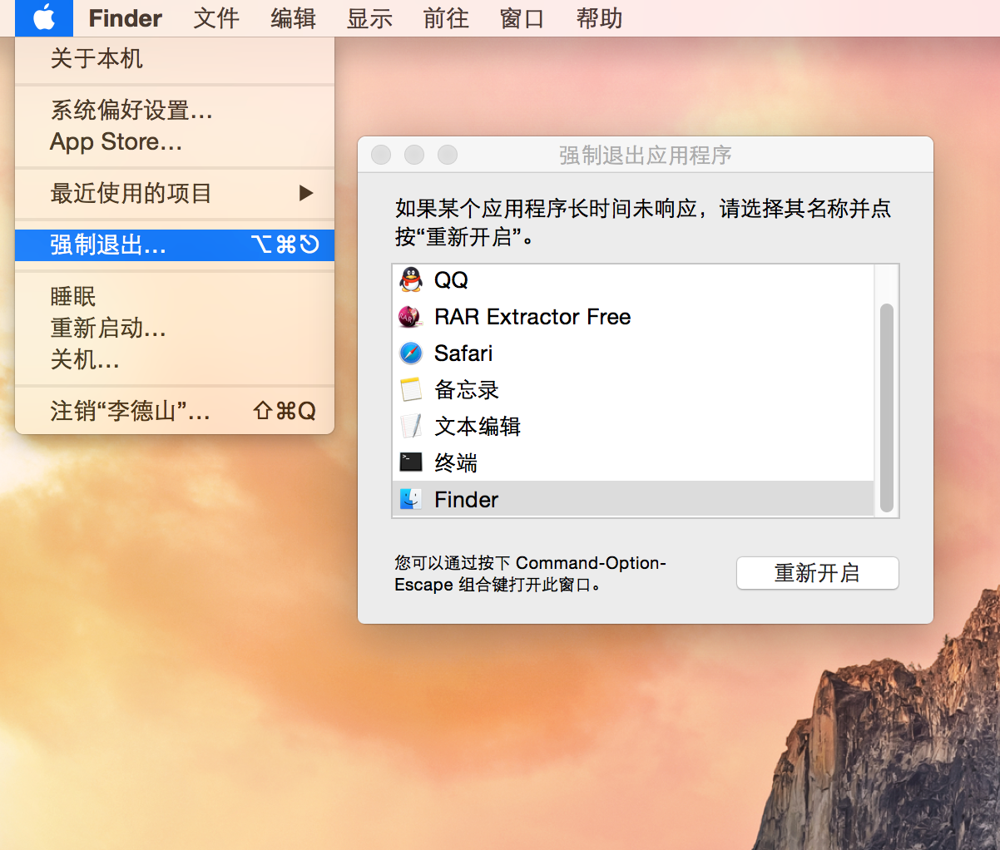 Finder 文件 编辑 显示 前往 窗口 帮助
关于本机
系统偏好设置...
App Store...
最近使用的项目 ▶
强制退出... ⌥⌘⎋
睡眠
重新启动...
关机...
注销“李德山”... ⇧⌘Q
强制退出应用程序
如果某个应用程序长时间未响应，请选择其名称并点
按“重新开启”。
QQ
RAR Extractor Free
Safari
备忘录
文本编辑
终端
Finder
您可以通过按下 Command-Option-
Escape 组合键打开此窗口。
重新开启